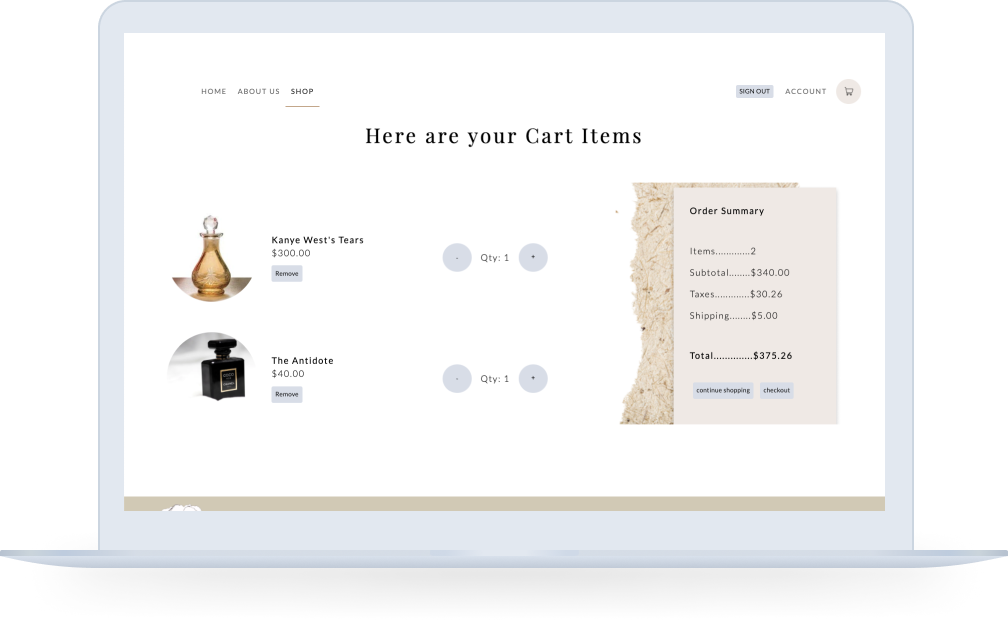 HOME ABOUT US SHOP
SIGN OUT ACCOUNT
Here are your Cart Items
Kanye West's Tears
$300.00
Remove
- Qty: 1 +
The Antidote
$40.00
Remove
- Qty: 1 +
Order Summary
Items.............2
Subtotal........$340.00
Taxes.............$30.26
Shipping........$5.00
Total..............$375.26
continue shopping checkout